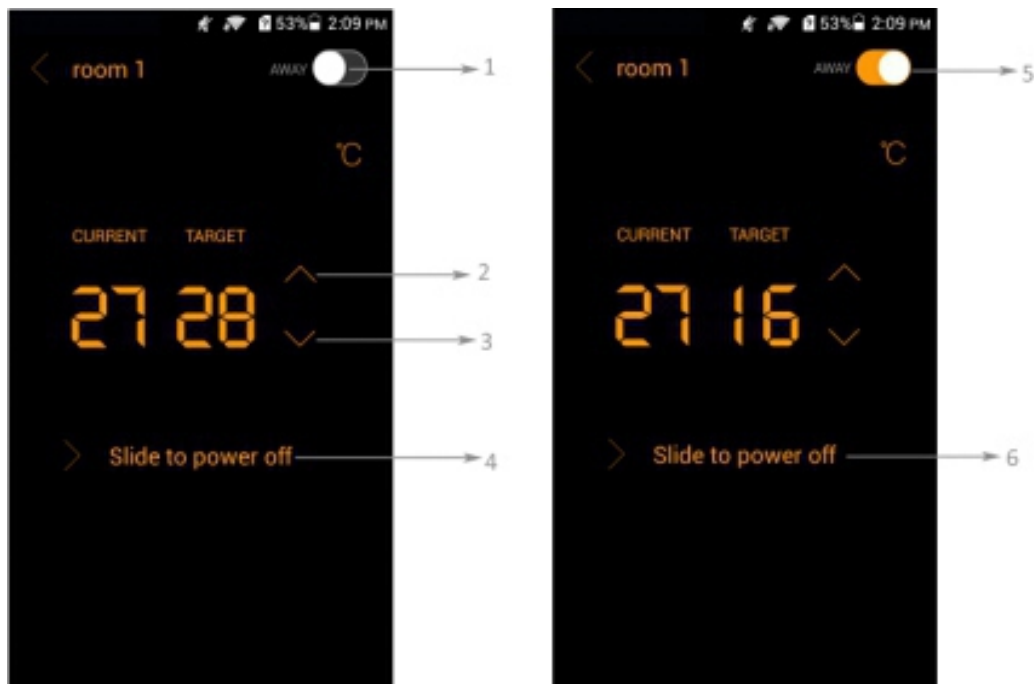 53% 2:09 PM
room 1
AWAY
1
°C
CURRENT TARGET
27 28
2
3
Slide to power off
4
53% 2:09 PM
room 1
AWAY
5
°C
CURRENT TARGET
27 16
Slide to power off
6